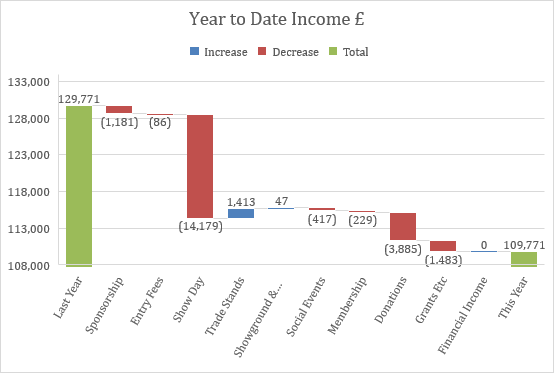 Year to Date Income £
Increase Decrease Total
133,000
128,000
123,000
118,000
113,000
108,000
129,771
(1,181)
(86)
(14,179)
1,413
47
(417)
(229)
(3,885)
(1,483)
0
109,771
Last Year
Sponsorship
Entry Fees
Show Day
Trade Stands
Showground &...
Social Events
Membership
Donations
Grants Etc
Financial Income
This Year